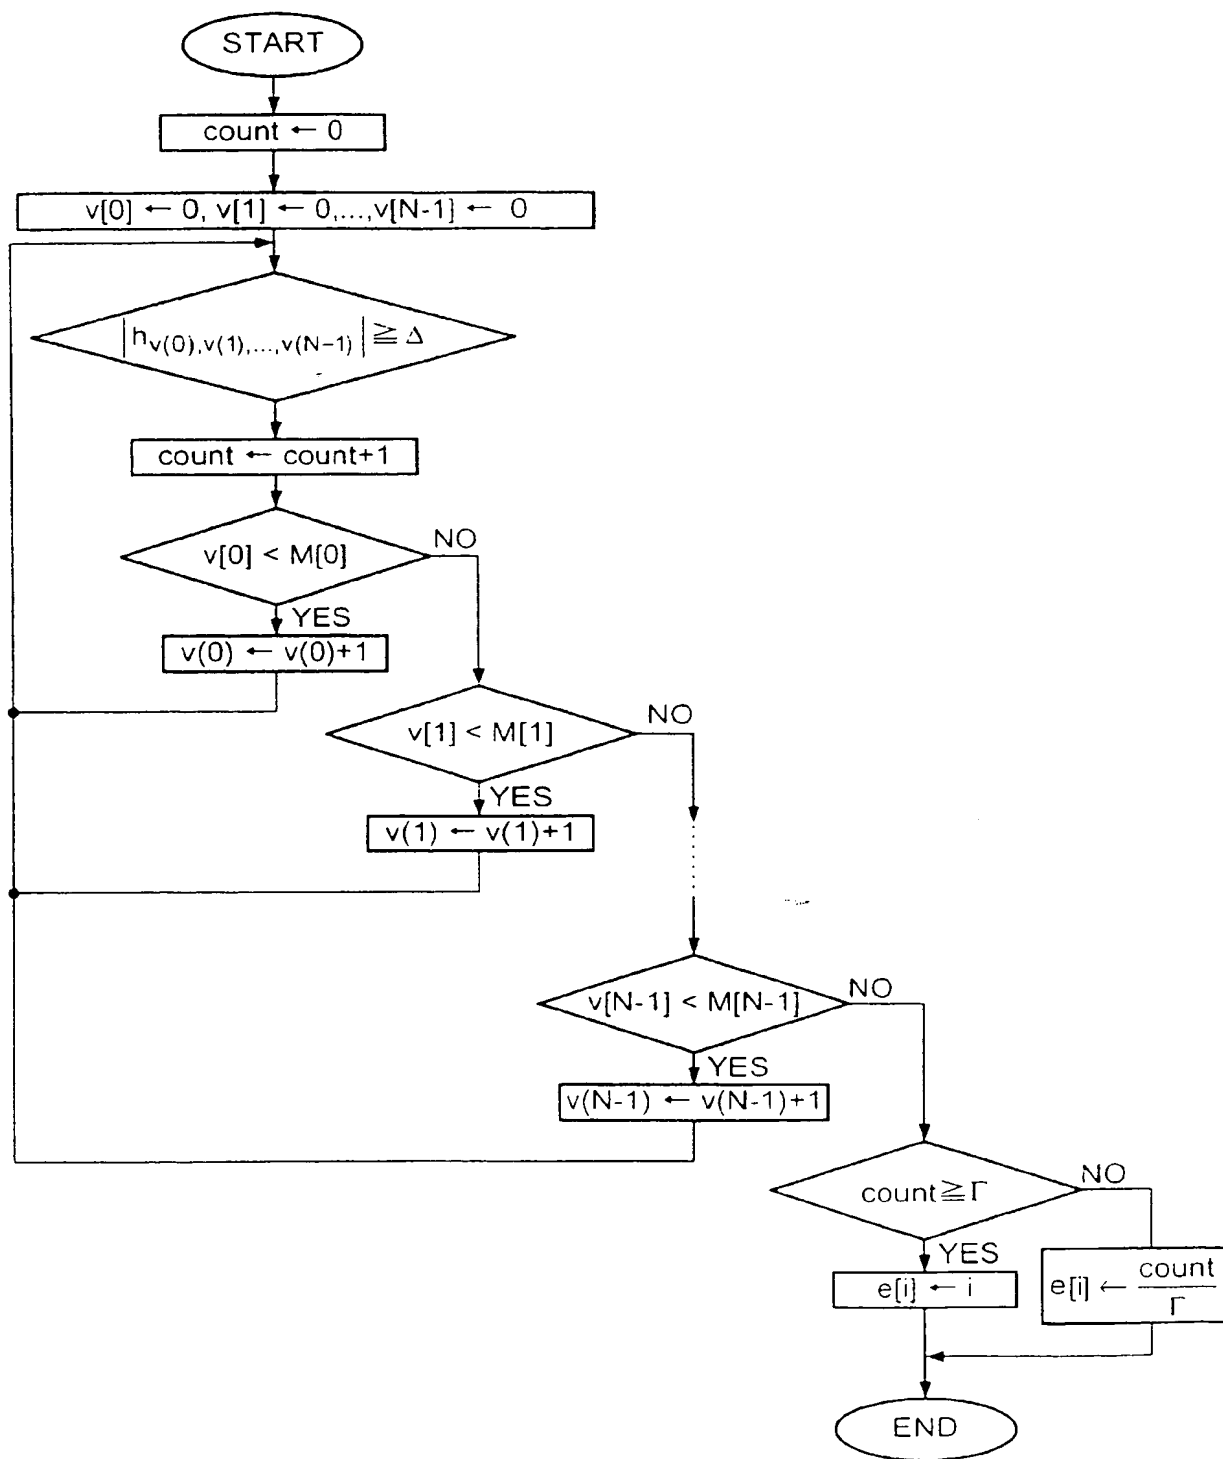 START
count ← 0
v[0] ← 0, v[1] ← 0,...,v[N-1] ← 0
|h v(0),v(1),...,v(N−1)| ≧ Δ
count ← count+1
v[0] < M[0]
NO
YES
v(0) ← v(0)+1
v[1] < M[1]
NO
YES
v(1) ← v(1)+1
v[N-1] < M[N-1]
NO
YES
v(N-1) ← v(N-1)+1
count≧Γ
NO
YES
e[i] ← i
e[i] ← count/Γ
END